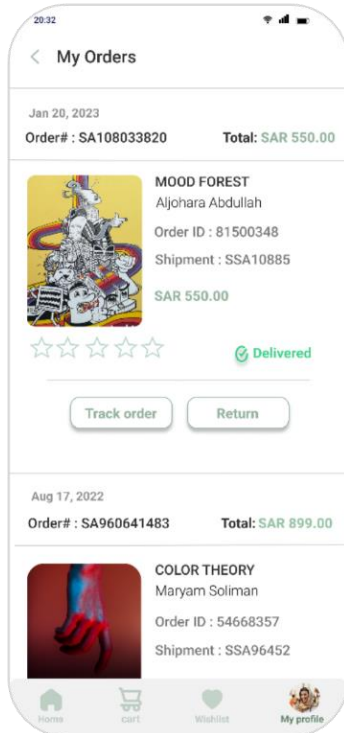 20:32
My Orders
Jan 20, 2023
Order# : SA108033820 Total: SAR 550.00
MOOD FOREST
Aljohara Abdullah
Order ID : 81500348
Shipment : SSA10885
SAR 550.00
Delivered
Track order Return
Aug 17, 2022
Order# : SA960641483 Total: SAR 899.00
COLOR THEORY
Maryam Soliman
Order ID : 54668357
Shipment : SSA96452
Home cart Wishlist My profile